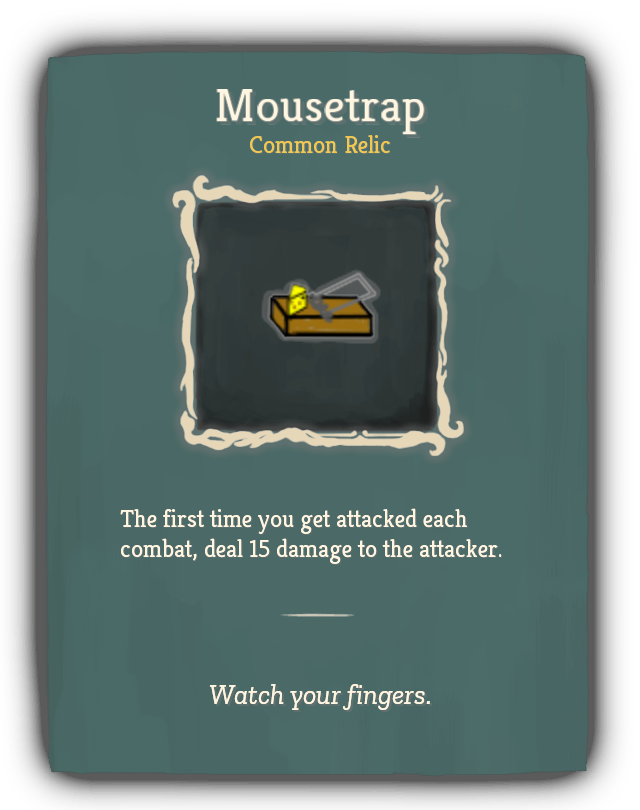 Mousetrap
Common Relic
The first time you get attacked each
combat, deal 15 damage to the attacker.
Watch your fingers.